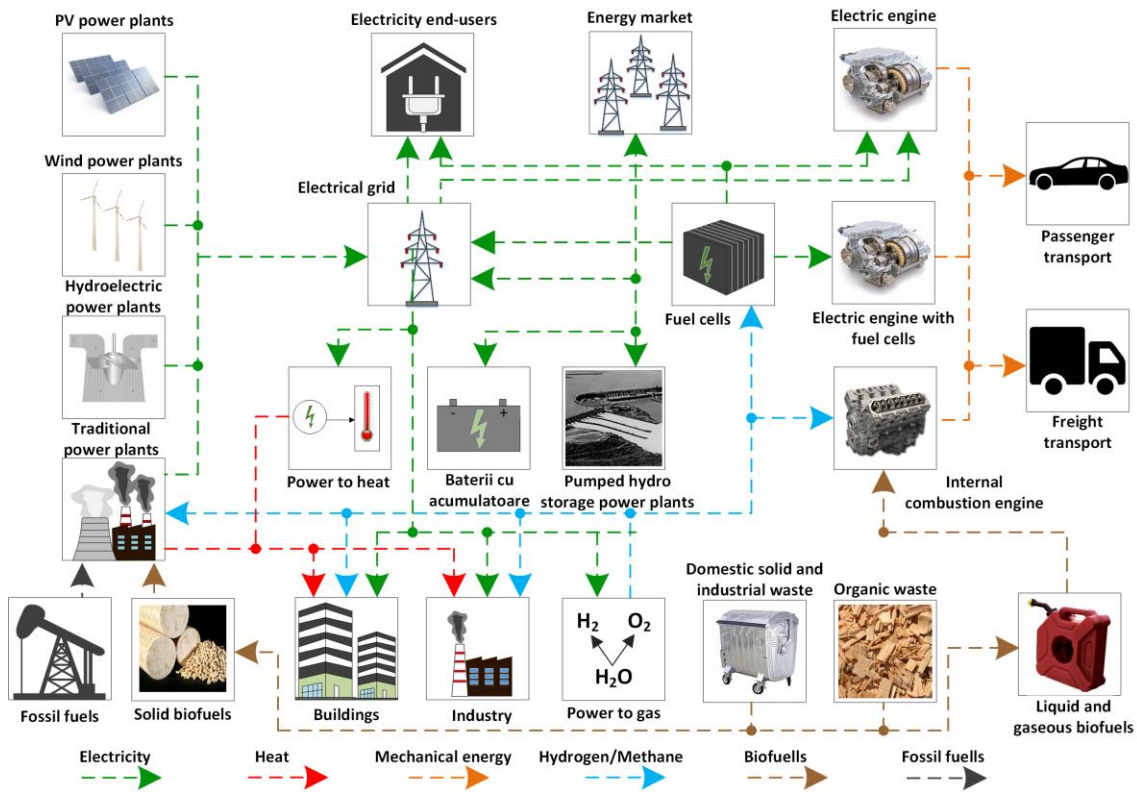 PV power plants
Electricity end-users
Energy market
Electric engine
Wind power plants
Electrical grid
Passenger
transport
Hydroelectric
power plants
Fuel cells
Electric engine with
fuel cells
Traditional
power plants
- +
Power to heat
Baterii cu
acumulatoare
Pumped hydro
storage power plants
Internal
combustion engine
Freight
transport
Domestic solid and
industrial waste
Organic waste
H2 O2
H2O
Fossil fuels
Solid biofuels
Buildings
Industry
Power to gas
Liquid and
gaseous biofuels
Electricity
Heat
Mechanical energy
Hydrogen/Methane
Biofuells
Fossil fuells